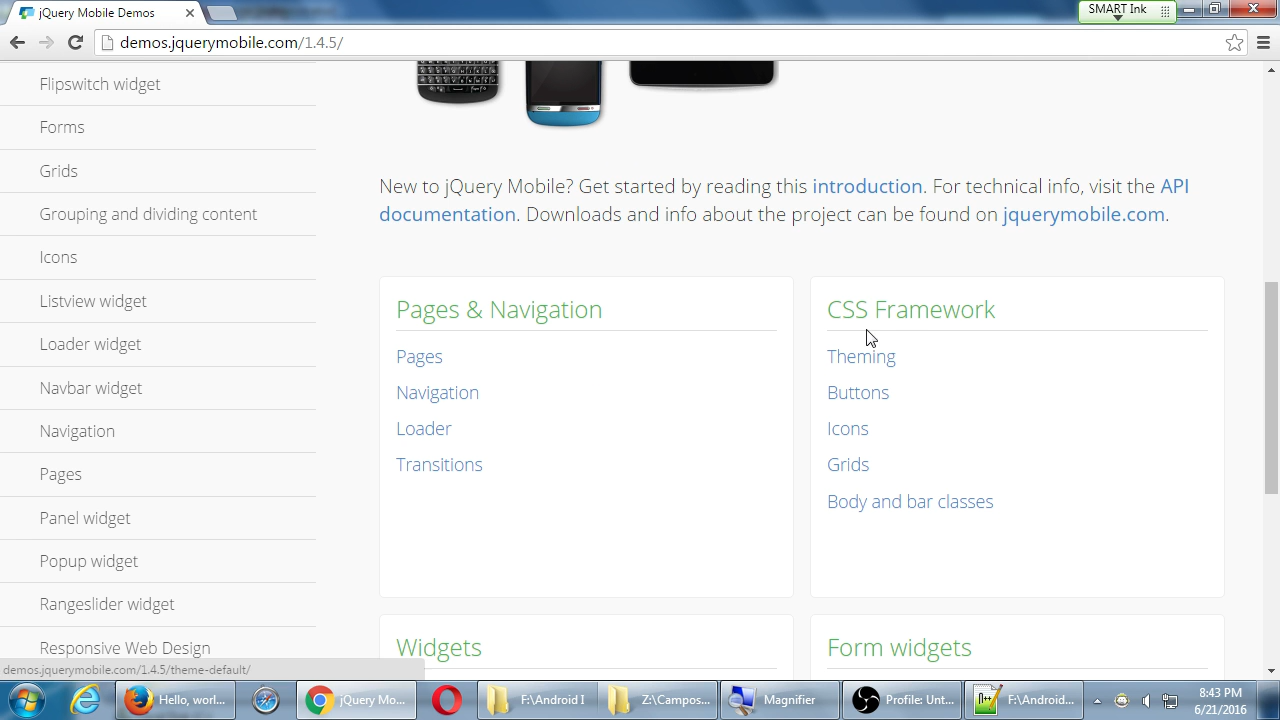 jQuery Mobile Demos
SMART Ink
demos.jquerymobile.com/1.4.5/
Flipswitch widget
Forms
Grids
Grouping and dividing content
Icons
Listview widget
Loader widget
Navbar widget
Navigation
Pages
Panel widget
Popup widget
Rangeslider widget
Responsive Web Design
New to jQuery Mobile? Get started by reading this introduction. For technical info, visit the API
documentation. Downloads and info about the project can be found on jquerymobile.com.
Pages & Navigation
Pages
Navigation
Loader
Transitions
CSS Framework
Theming
Buttons
Icons
Grids
Body and bar classes
Widgets
Form widgets
demos.jquerymobile.com/1.4.5/theme-default/
Hello, worl...
jQuery Mo...
F:\Android I
Z:\Campos...
Magnifier
Profile: Unt...
F:\Android...
8:43 PM
6/21/2016